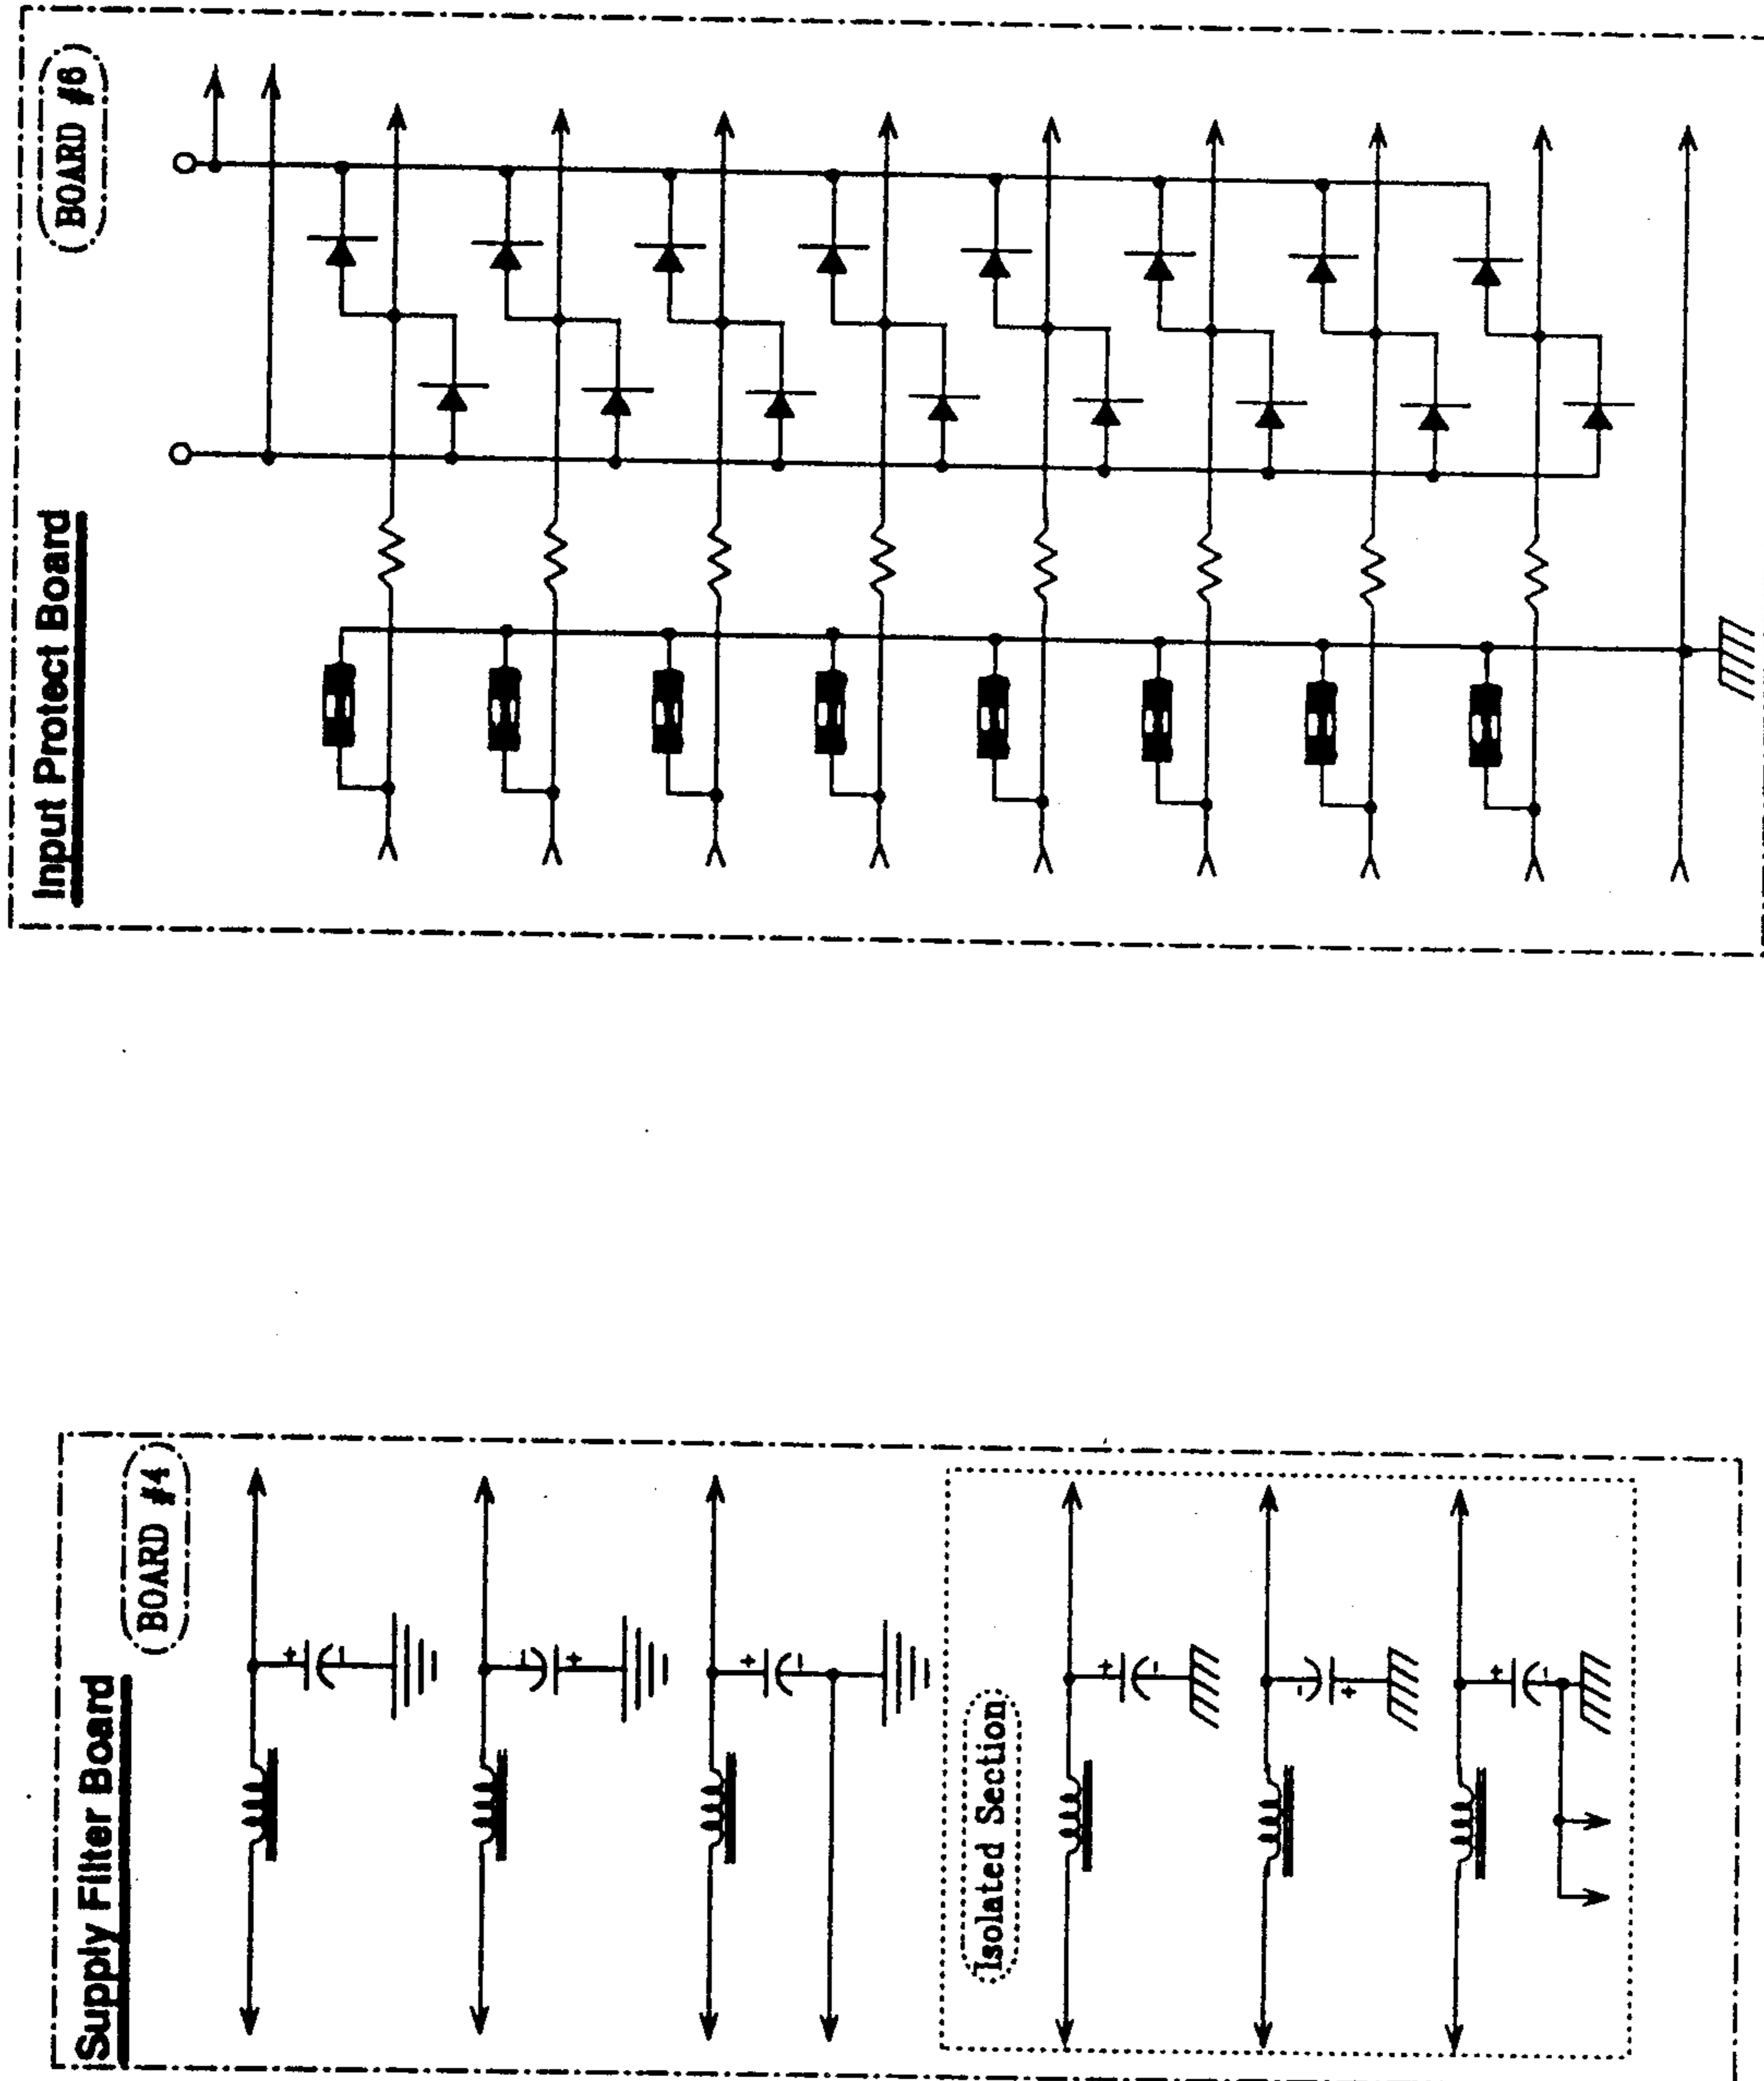 Input Protect Board
(BOARD #6)
Supply Filter Board
(BOARD #4)
Isolated Section